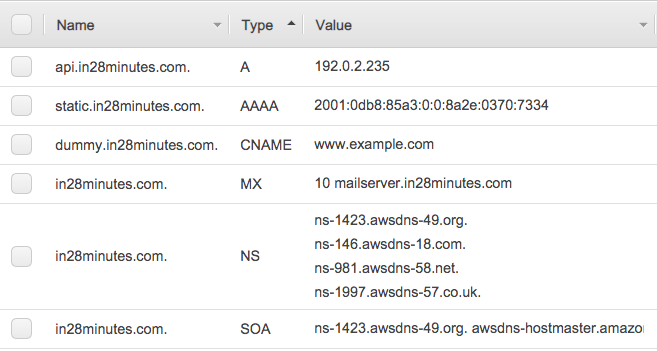 Name Type Value
api.in28minutes.com. A 192.0.2.235
static.in28minutes.com. AAAA 2001:0db8:85a3:0:0:8a2e:0370:7334
dummy.in28minutes.com. CNAME www.example.com
in28minutes.com. MX 10 mailserver.in28minutes.com
in28minutes.com. NS ns-1423.awsdns-49.org.
ns-146.awsdns-18.com.
ns-981.awsdns-58.net.
ns-1997.awsdns-57.co.uk.
in28minutes.com. SOA ns-1423.awsdns-49.org. awsdns-hostmaster.amazo